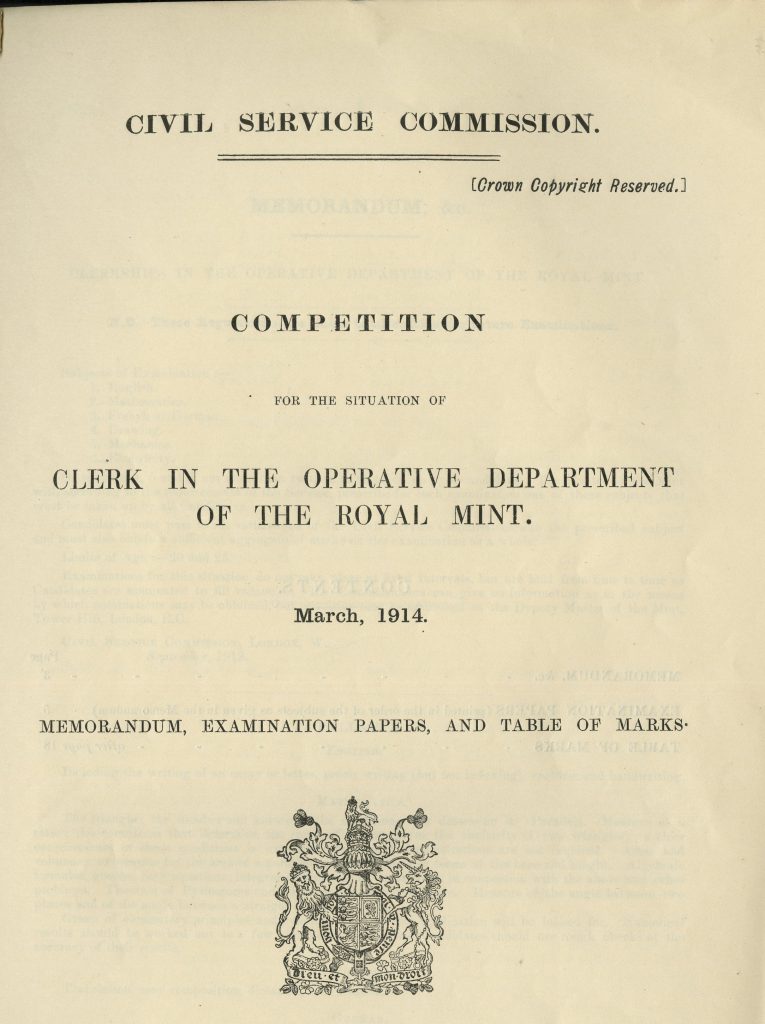 CIVIL SERVICE COMMISSION.
[Crown Copyright Reserved.]
COMPETITION
FOR THE SITUATION OF
CLERK IN THE OPERATIVE DEPARTMENT
OF THE ROYAL MINT.
March, 1914.
MEMORANDUM, EXAMINATION PAPERS, AND TABLE OF MARKS.
Dieu et mon droit